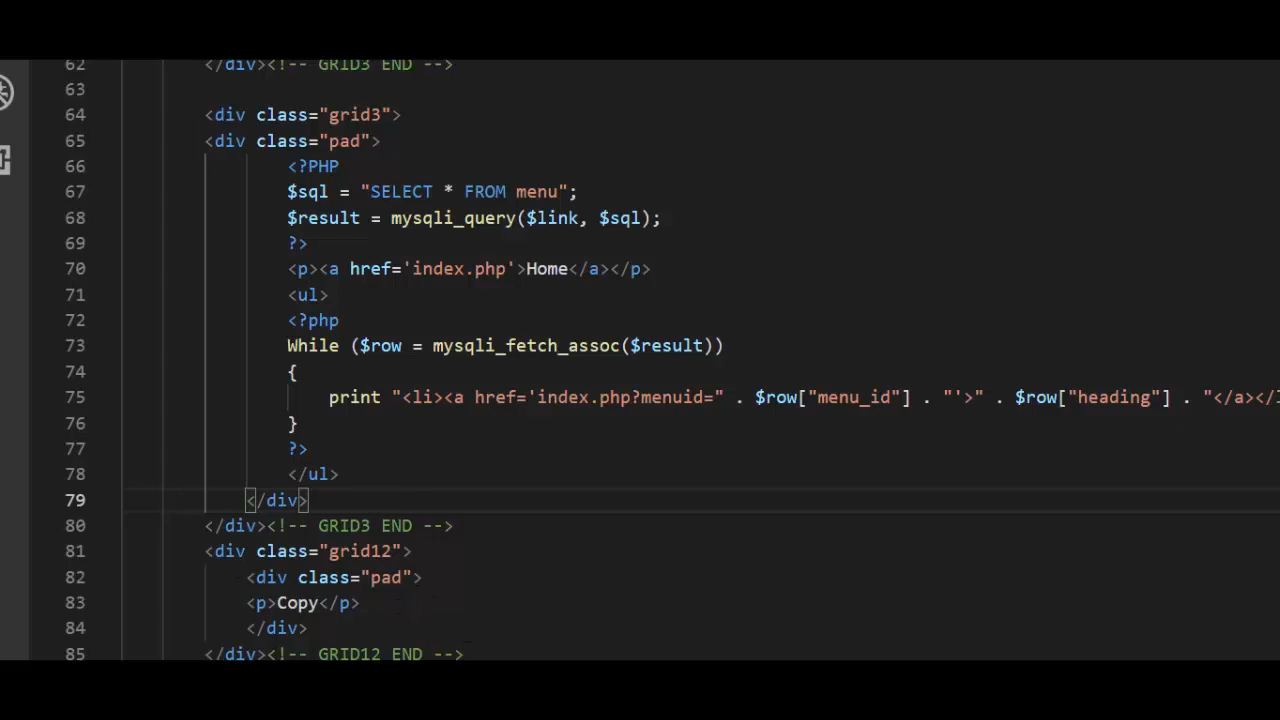 62 </div><!-- GRID3 END -->
63
64 <div class="grid3">
65 <div class="pad">
66 <?PHP
67 $sql = "SELECT * FROM menu";
68 $result = mysqli_query($link, $sql);
69 ?>
70 <p><a href='index.php'>Home</a></p>
71 <ul>
72 <?php
73 While ($row = mysqli_fetch_assoc($result))
74 {
75 print "<li><a href='index.php?menuid=" . $row["menu_id"] . "'>" . $row["heading"] . "</a></l
76 }
77 ?>
78 </ul>
79 </div>
80 </div><!-- GRID3 END -->
81 <div class="grid12">
82 <div class="pad">
83 <p>Copy</p>
84 </div>
85 </div><!-- GRID12 END -->